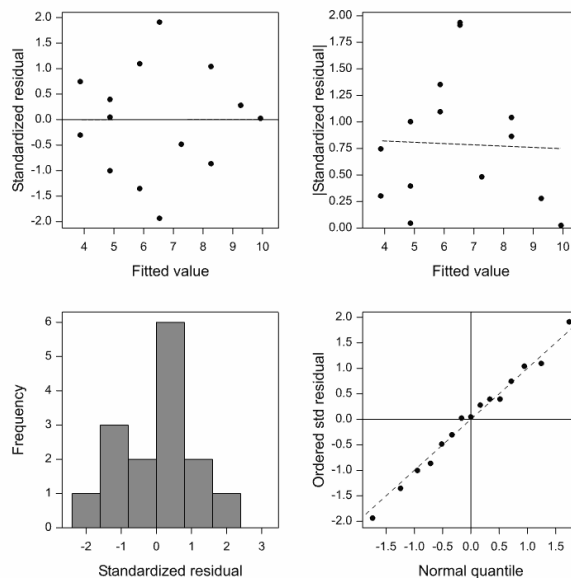 2.0
1.5
1.0
0.5
0.0
-0.5
-1.0
-1.5
-2.0
Standardized residual
4 5 6 7 8 9 10
Fitted value
2.00
1.75
1.50
1.25
1.00
0.75
0.50
0.25
0.00
|Standardized residual|
4 5 6 7 8 9 10
Fitted value
6
5
4
3
2
1
0
Frequency
-2 -1 0 1 2 3
Standardized residual
2.0
1.5
1.0
0.5
0.0
-0.5
-1.0
-1.5
-2.0
Ordered std residual
-1.5 -1.0 -0.5 0.0 0.5 1.0 1.5
Normal quantile